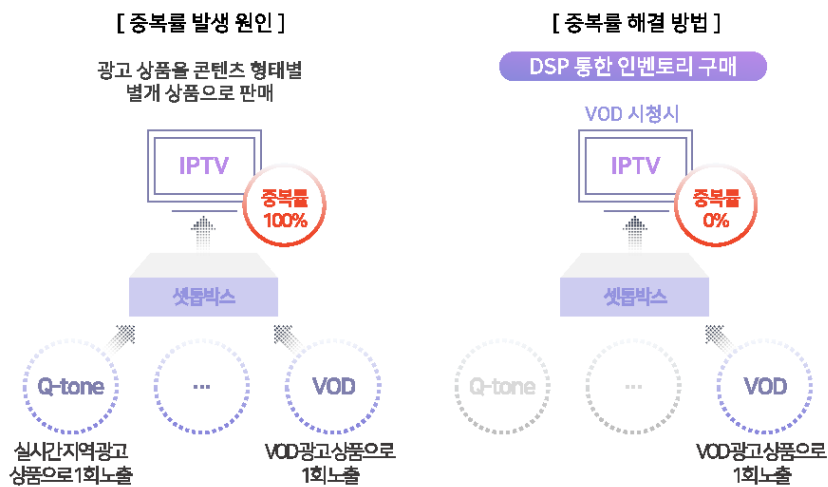 [ 중복률 발생 원인 ]
광고 상품을 콘텐츠 형태별
별개 상품으로 판매
IPTV
중복률
100%
셋톱박스
Q-tone
...
VOD
실시간지역광고
상품으로1회노출
VOD광고상품으로
1회노출
[ 중복률 해결 방법 ]
DSP 통한 인벤토리 구매
VOD 시청시
IPTV
중복률
0%
셋톱박스
Q-tone
...
VOD
VOD광고상품으로
1회노출